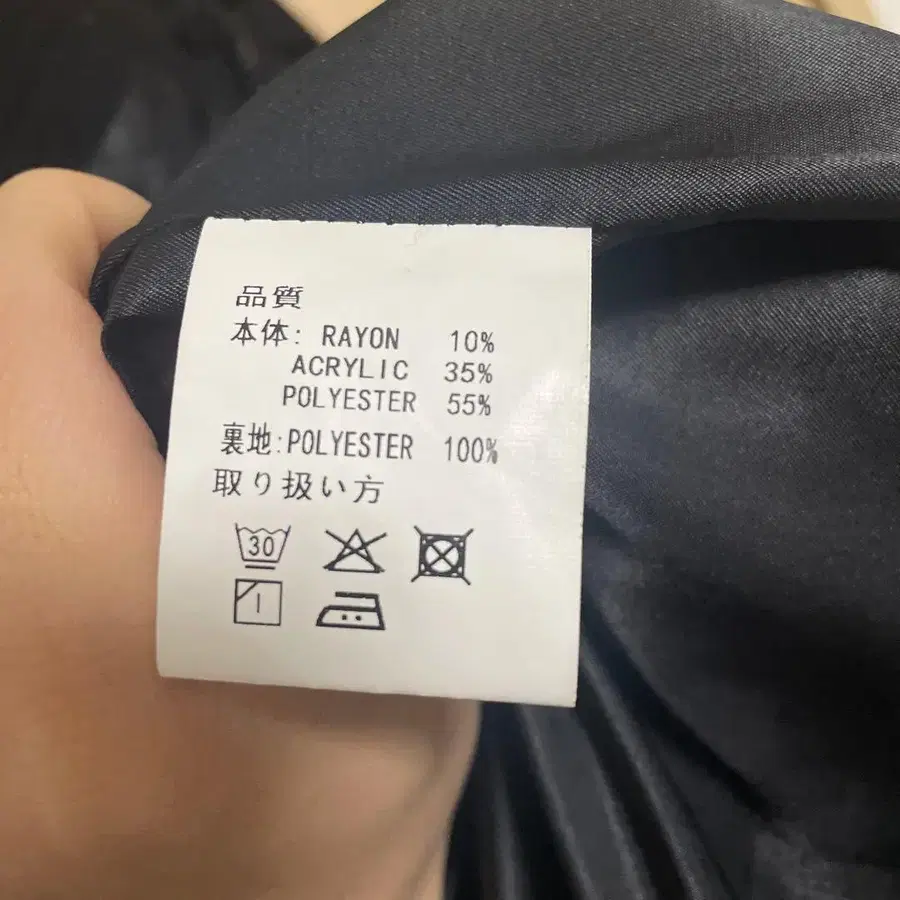 品質
本体: RAYON 10%
ACRYLIC 35%
POLYESTER 55%
裏地:POLYESTER 100%
取り扱い方
30